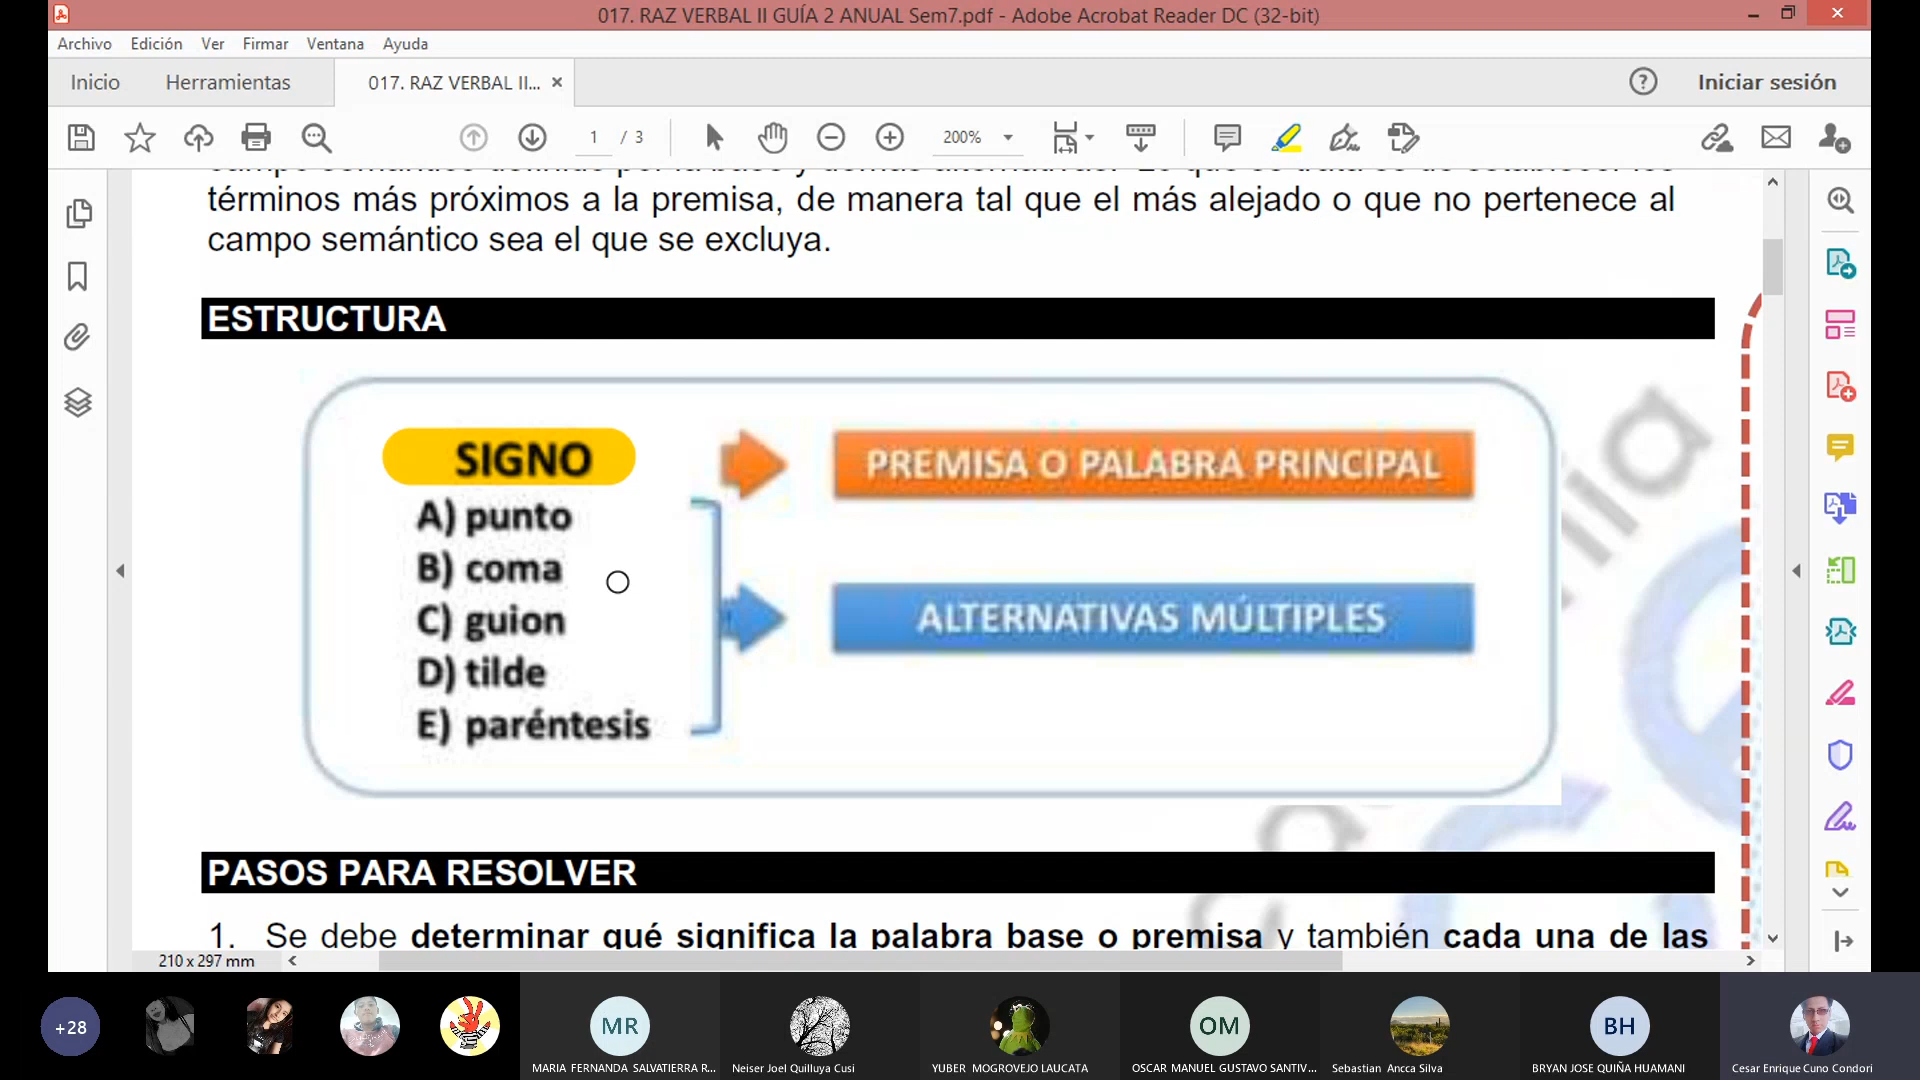 017. RAZ VERBAL II GUÍA 2 ANUAL Sem7.pdf - Adobe Acrobat Reader DC (32-bit)
Archivo Edición Ver Firmar Ventana Ayuda
Inicio Herramientas 017. RAZ VERBAL II... × Iniciar sesión
1 / 3 200%
términos más próximos a la premisa, de manera tal que el más alejado o que no pertenece al
campo semántico sea el que se excluya.
ESTRUCTURA
SIGNO
PREMISA O PALABRA PRINCIPAL
A) punto
B) coma
C) guion
D) tilde
E) paréntesis
ALTERNATIVAS MÚLTIPLES
PASOS PARA RESOLVER
1. Se debe determinar qué significa la palabra base o premisa y también cada una de las
210 x 297 mm
+28 MR OM BH
MARIA FERNANDA SALVATIERRA R... Neiser Joel Quilluya Cusi YUBER MOGROVEJO LAUCATA OSCAR MANUEL GUSTAVO SANTIV... Sebastian Ancca Silva BRYAN JOSE QUIÑA HUAMANI Cesar Enrique Cuno Condori